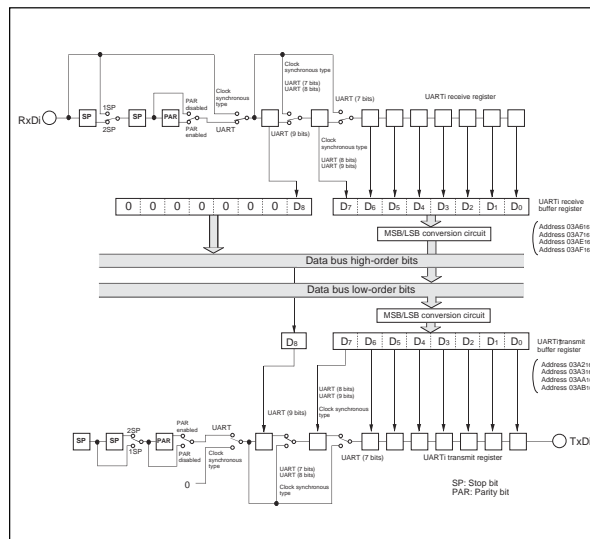 Clock
synchronous type
UART (7 bits)
UART (8 bits)
Clock
synchronous
type
PAR
disabled
1SP
2SP
UART (7 bits)
UARTi receive register
RxDi
SP
SP
PAR
PAR
enabled
UART
UART (9 bits)
Clock
synchronous type
UART (8 bits)
UART (9 bits)
0 0 0 0 0 0 0 D8
D7 D6 D5 D4 D3 D2 D1 D0
UARTi receive
buffer register
MSB/LSB conversion circuit
Address 03A616
Address 03A716
Address 03AE16
Address 03AF16
Data bus high-order bits
Data bus low-order bits
MSB/LSB conversion circuit
D8
D7 D6 D5 D4 D3 D2 D1 D0
UARTi transmit
buffer register
Address 03A216
Address 03A316
Address 03AA16
Address 03AB16
UART (8 bits)
UART (9 bits)
Clock synchronous
type
UART (9 bits)
PAR
enabled
UART
2SP
SP
SP
PAR
TxDi
1SP
PAR
disabled
Clock
synchronous
type
0
UART (7 bits)
UART (8 bits)
Clock synchronous
type
UART (7 bits)
UARTi transmit register
SP: Stop bit
PAR: Parity bit